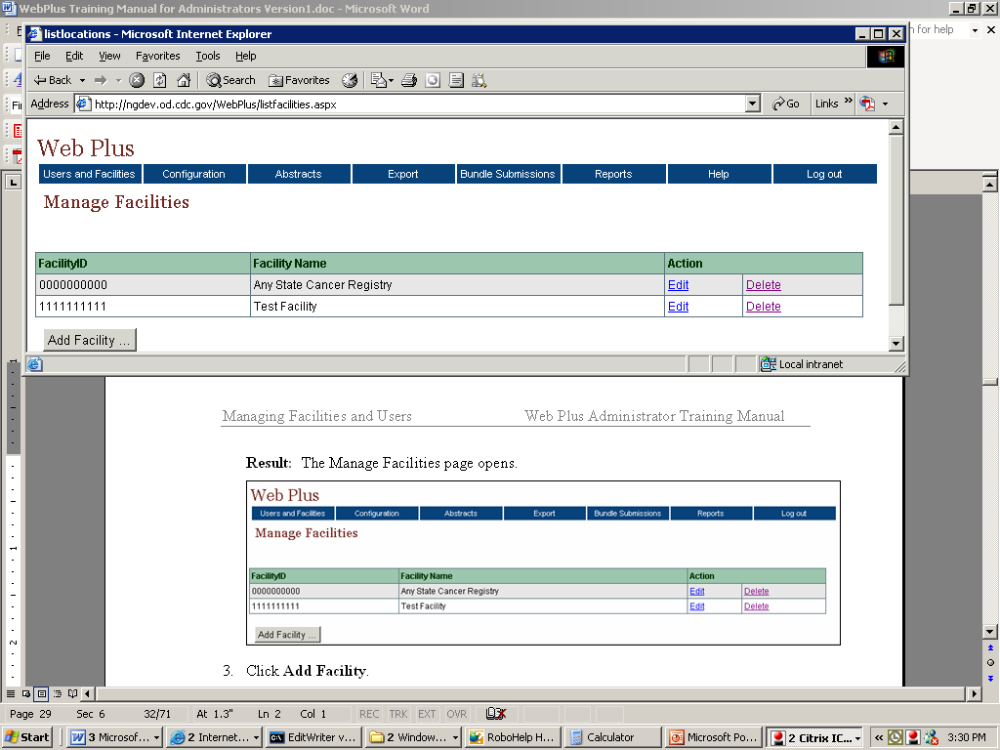 WebPlus Training Manual for Administrators Version1.doc - Microsoft Word
listlocations - Microsoft Internet Explorer
for help
File Edit View Favorites Tools Help
Back Search Favorites
Address http://ngdev.od.cdc.gov/WebPlus/listfacilities.aspx Go Links »
Web Plus
Users and Facilities Configuration Abstracts Export Bundle Submissions Reports Help Log out
Manage Facilities
FacilityID Facility Name Action
0000000000 Any State Cancer Registry Edit Delete
1111111111 Test Facility Edit Delete
Add Facility ...
Local intranet
Managing Facilities and Users Web Plus Administrator Training Manual
Result: The Manage Facilities page opens.
Web Plus
Users and Facilities Configuration Abstracts Export Bundle Submissions Reports Log out
Manage Facilities
FacilityID Facility Name Action
0000000000 Any State Cancer Registry Edit Delete
1111111111 Test Facility Edit Delete
Add Facility ...
3. Click Add Facility.
Page 29 Sec 6 32/71 At 1.3" Ln 2 Col 1 REC TRK EXT OVR
Start 3 Microsof... 2 Internet... EditWriter v... 2 Window... RoboHelp H... Calculator Microsoft Po... 2 Citrix IC... « 3:30 PM